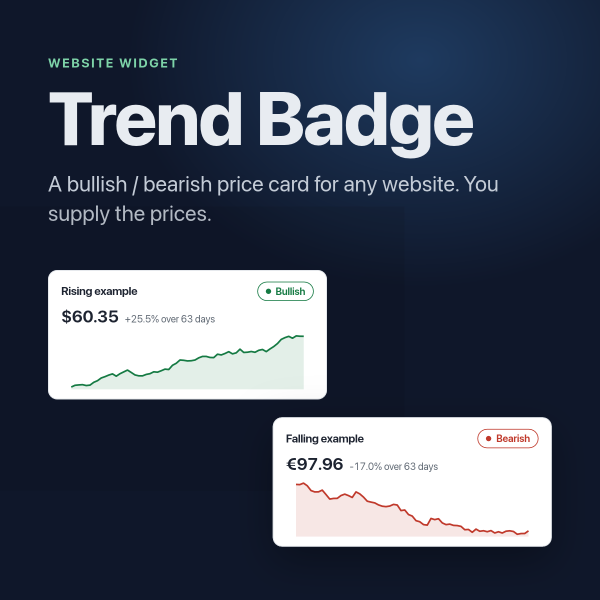 WEBSITE WIDGET
Trend Badge
A bullish / bearish price card for any website. You
supply the prices.
Rising example
Bullish
$60.35 +25.5% over 63 days
Falling example
Bearish
€97.96 -17.0% over 63 days